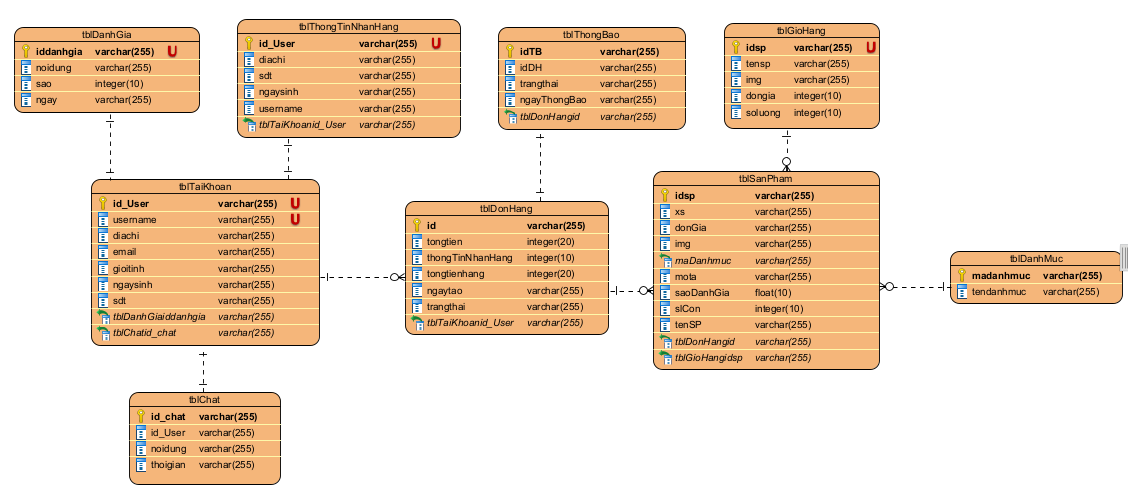 tblDanhGia
iddanhgia varchar(255) U
noidung varchar(255)
sao integer(10)
ngay varchar(255)
tblThongTinNhanHang
id_User varchar(255) U
diachi varchar(255)
sdt varchar(255)
ngaysinh varchar(255)
username varchar(255)
tblTaiKhoanid_User varchar(255)
tblThongBao
idTB varchar(255)
idDH varchar(255)
trangthai varchar(255)
ngayThongBao varchar(255)
tblDonHangid varchar(255)
tblGioHang
idsp varchar(255) U
tensp varchar(255)
img varchar(255)
dongia integer(10)
soluong integer(10)
tblTaiKhoan
id_User varchar(255) U
username varchar(255) U
diachi varchar(255)
email varchar(255)
gioitinh varchar(255)
ngaysinh varchar(255)
sdt varchar(255)
tblDanhGiaiddanhgia varchar(255)
tblChatid_chat varchar(255)
tblDonHang
id varchar(255)
tongtien integer(20)
thongTinNhanHang integer(10)
tongtienhang integer(20)
ngaytao varchar(255)
trangthai varchar(255)
tblTaiKhoanid_User varchar(255)
tblSanPham
idsp varchar(255)
xs varchar(255)
donGia varchar(255)
img varchar(255)
maDanhmuc varchar(255)
mota varchar(255)
saoDanhGia float(10)
slCon integer(10)
tenSP varchar(255)
tblDonHangid varchar(255)
tblGioHangidsp varchar(255)
tblDanhMuc
madanhmuc varchar(255)
tendanhmuc varchar(255)
tblChat
id_chat varchar(255)
id_User varchar(255)
noidung varchar(255)
thoigian varchar(255)